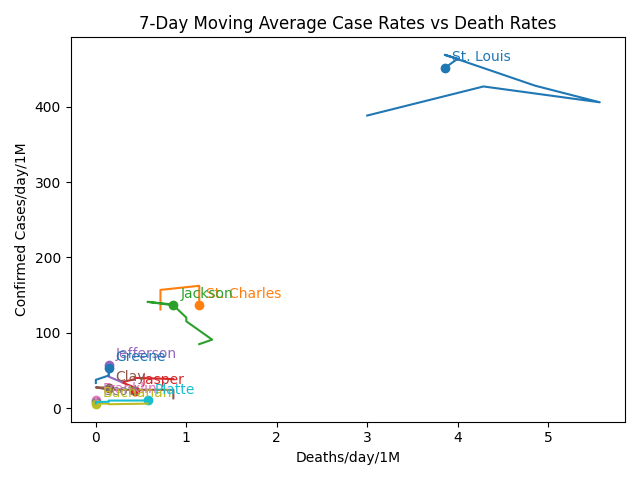 7-Day Moving Average Case Rates vs Death Rates
Confirmed Cases/day/1M
400
300
200
100
0
St. Louis
Jackson
St. Charles
Jefferson
Greene
Clay
Jasper
Platte
Buchanan
0 1 2 3 4 5
Deaths/day/1M